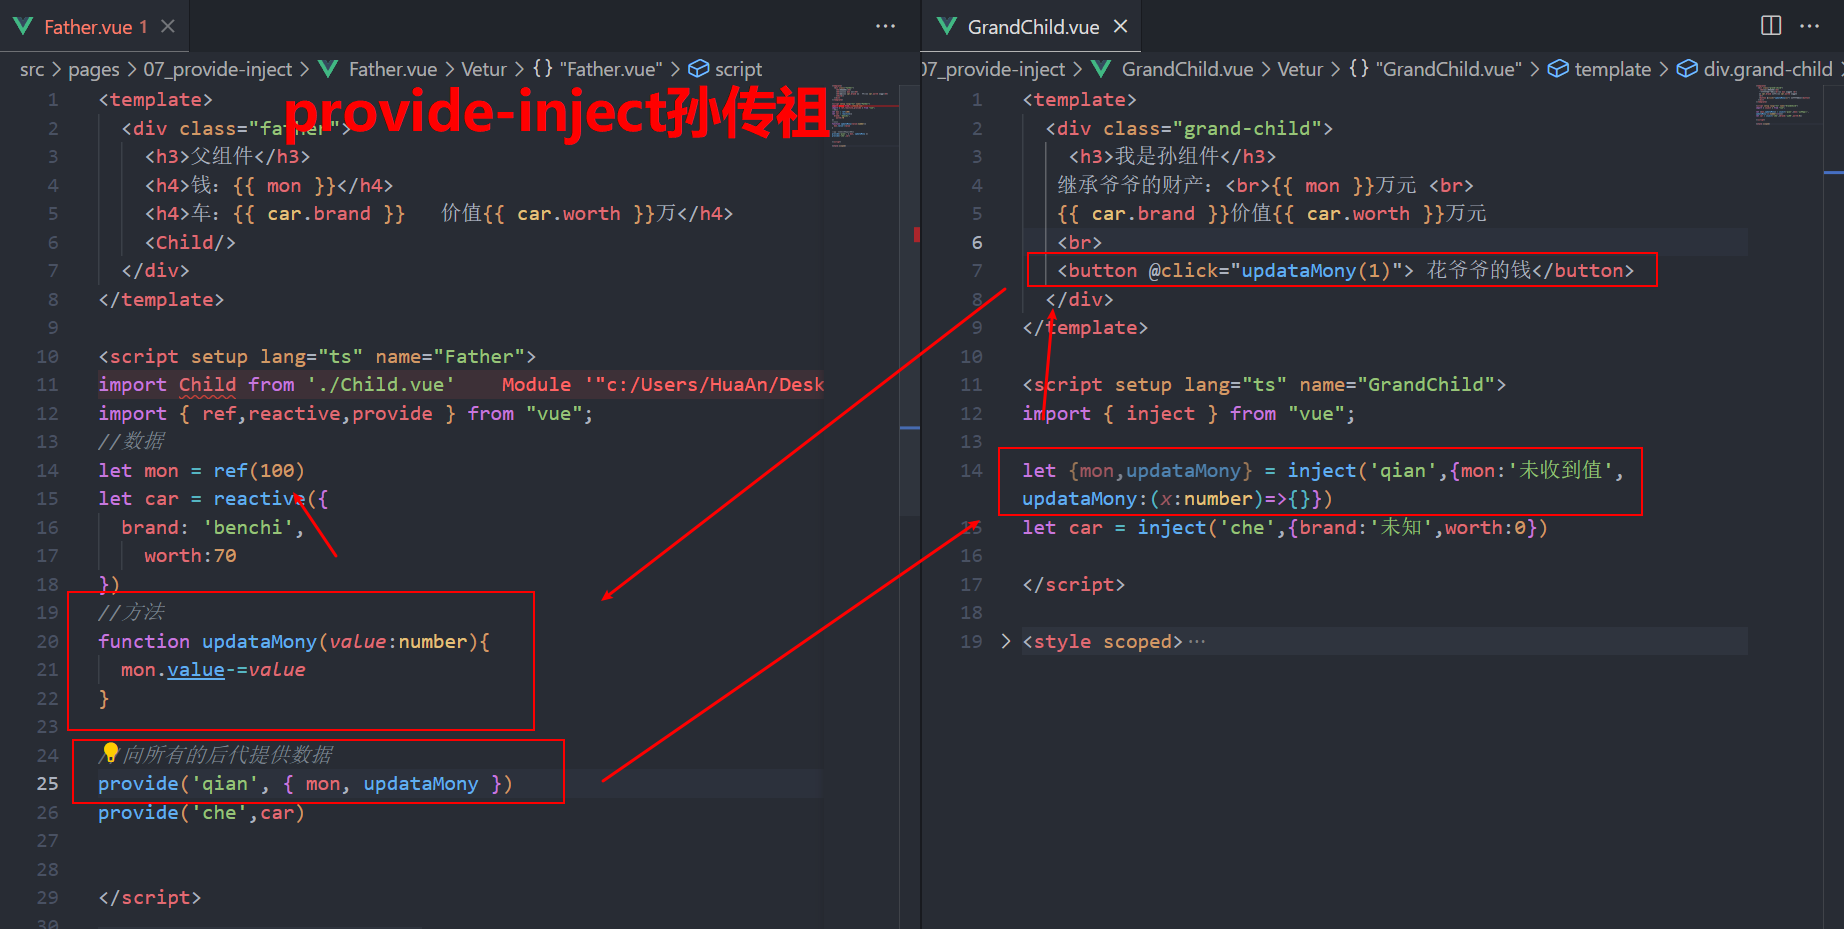 Father.vue 1
src > pages > 07_provide-inject > Father.vue > Vetur > {} "Father.vue" > script
provide-inject孙传祖
1 <template>
2 <div class="father">
3 <h3>父组件</h3>
4 <h4>钱：{{ mon }}</h4>
5 <h4>车：{{ car.brand }} 价值{{ car.worth }}万</h4>
6 <Child/>
7 </div>
8 </template>
9
10 <script setup lang="ts" name="Father">
11 import Child from './Child.vue' Module '"c:/Users/HuaAn/Desk
12 import { ref,reactive,provide } from "vue";
13 //数据
14 let mon = ref(100)
15 let car = reactive({
16 brand: 'benchi',
17 worth:70
18 })
19 //方法
20 function updataMony(value:number){
21 mon.value-=value
22 }
23
24 //向所有的后代提供数据
25 provide('qian', { mon, updataMony })
26 provide('che',car)
27
28
29 </script>
30
GrandChild.vue
07_provide-inject > GrandChild.vue > Vetur > {} "GrandChild.vue" > template > div.grand-child
1 <template>
2 <div class="grand-child">
3 <h3>我是孙组件</h3>
4 继承爷爷的财产：<br>{{ mon }}万元 <br>
5 {{ car.brand }}价值{{ car.worth }}万元
6 <br>
7 <button @click="updataMony(1)"> 花爷爷的钱</button>
8 </div>
9 </template>
10
11 <script setup lang="ts" name="GrandChild">
12 import { inject } from "vue";
13
14 let {mon,updataMony} = inject('qian',{mon:'未收到值',
updataMony:(x:number)=>{}})
15 let car = inject('che',{brand:'未知',worth:0})
16
17 </script>
18
19 > <style scoped>…